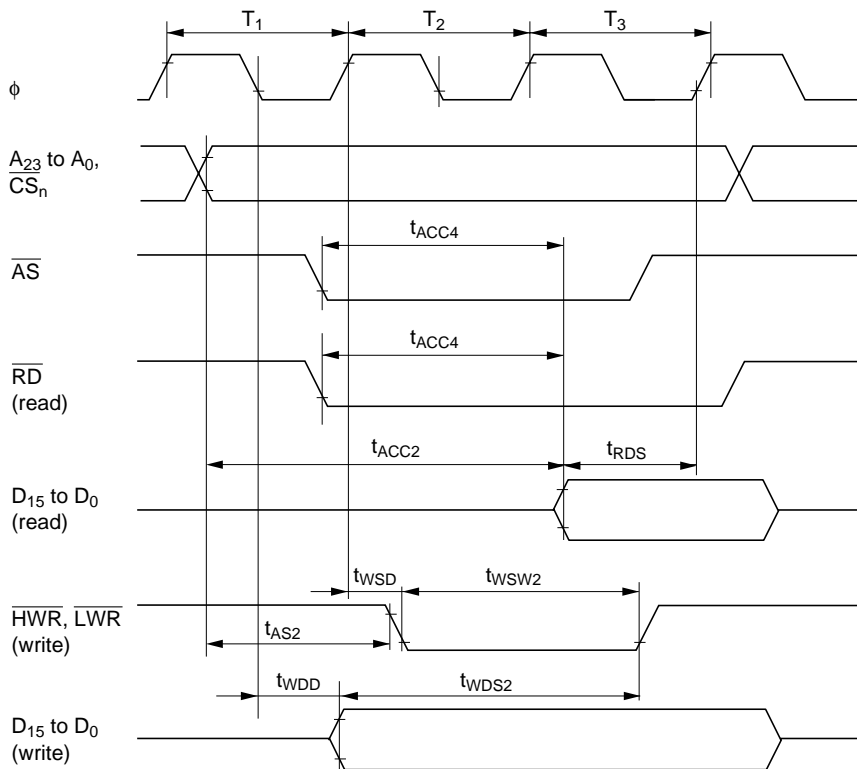 T1 T2 T3
ϕ
A23 to A0,
CSn
tACC4
AS
tACC4
RD
(read)
tACC2 tRDS
D15 to D0
(read)
tWSD tWSW2
HWR, LWR
(write)
tAS2
tWDD tWDS2
D15 to D0
(write)